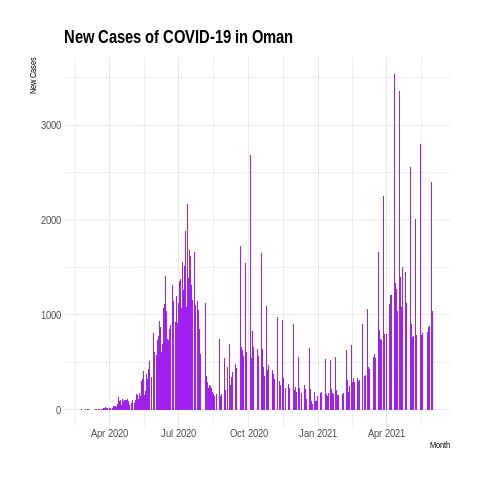 New Cases of COVID-19 in Oman
New Cases
3000
2000
1000
0
Apr 2020 Jul 2020 Oct 2020 Jan 2021 Apr 2021
Month